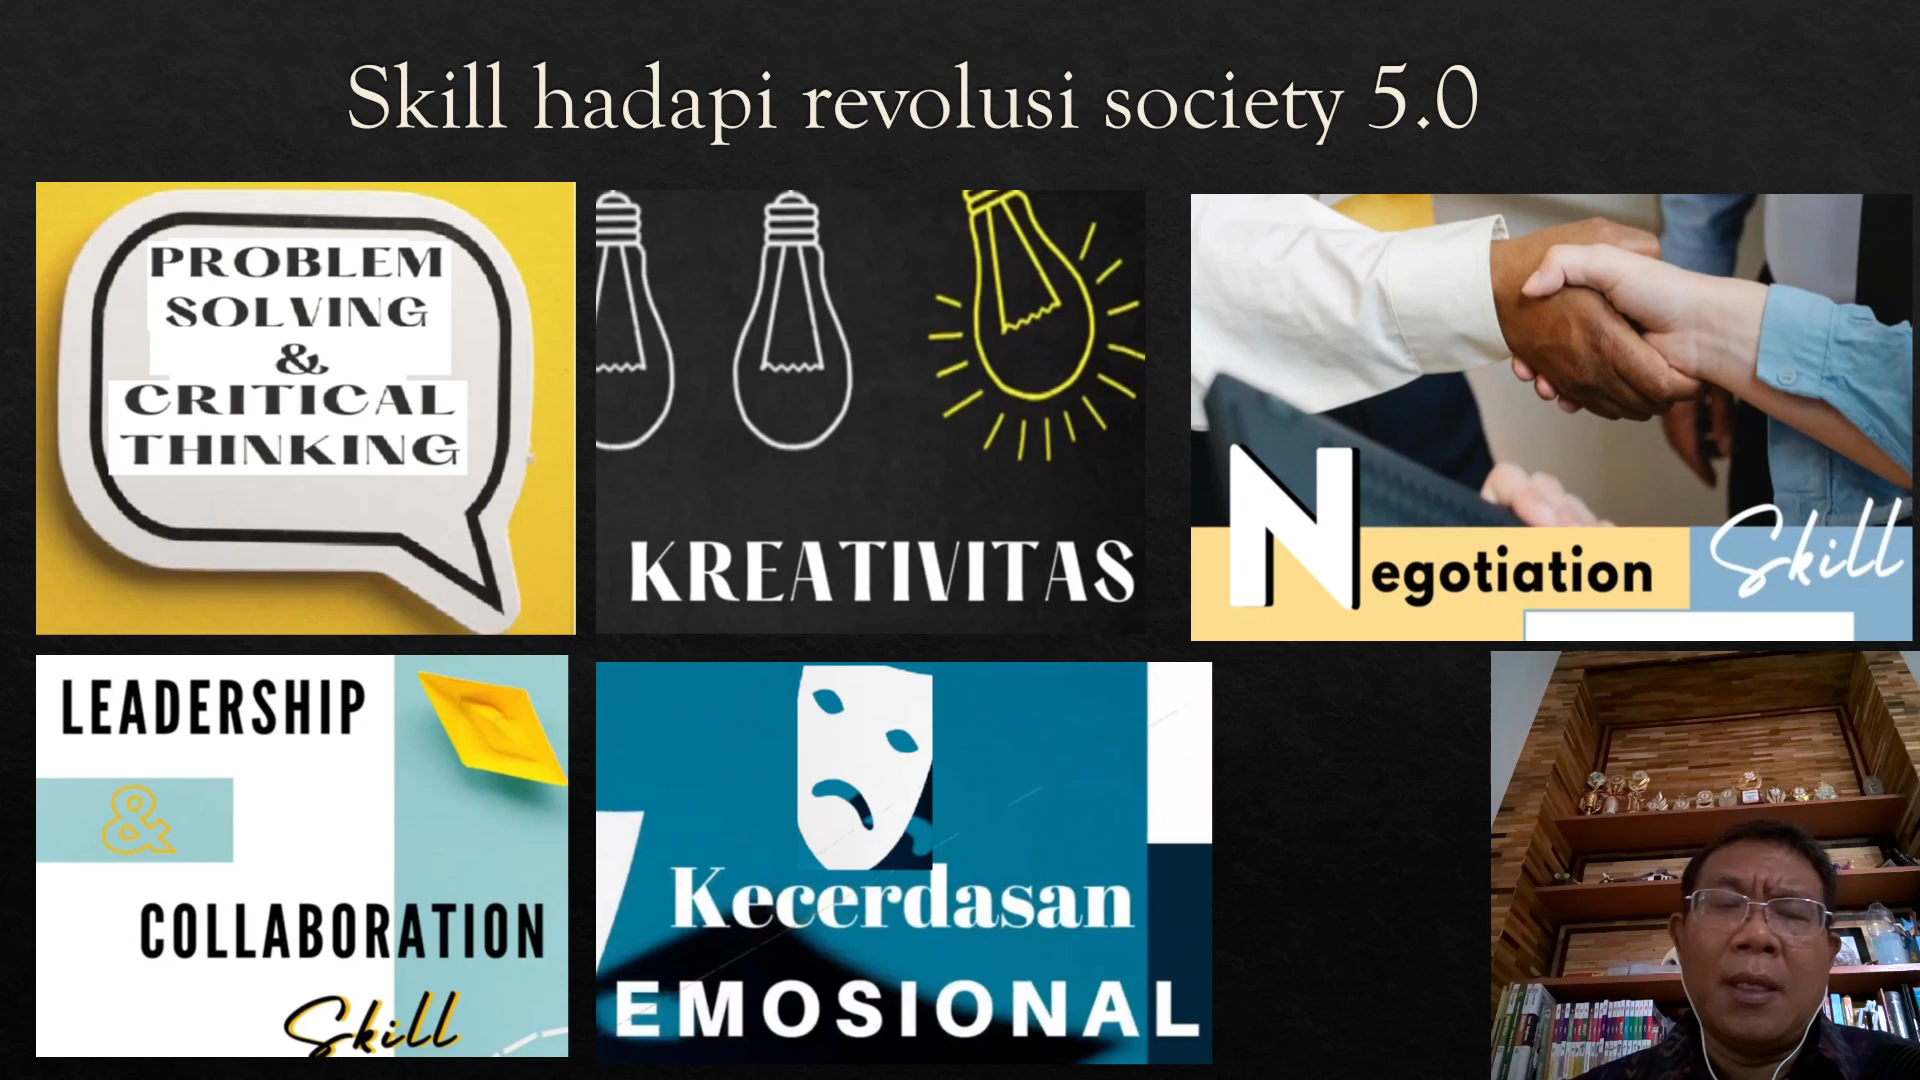 Skill hadapi revolusi society 5.0
PROBLEM
SOLVING
&
CRITICAL
THINKING
KREATIVITAS
Negotiation Skill
LEADERSHIP
&
COLLABORATION
Skill
Kecerdasan
EMOSIONAL